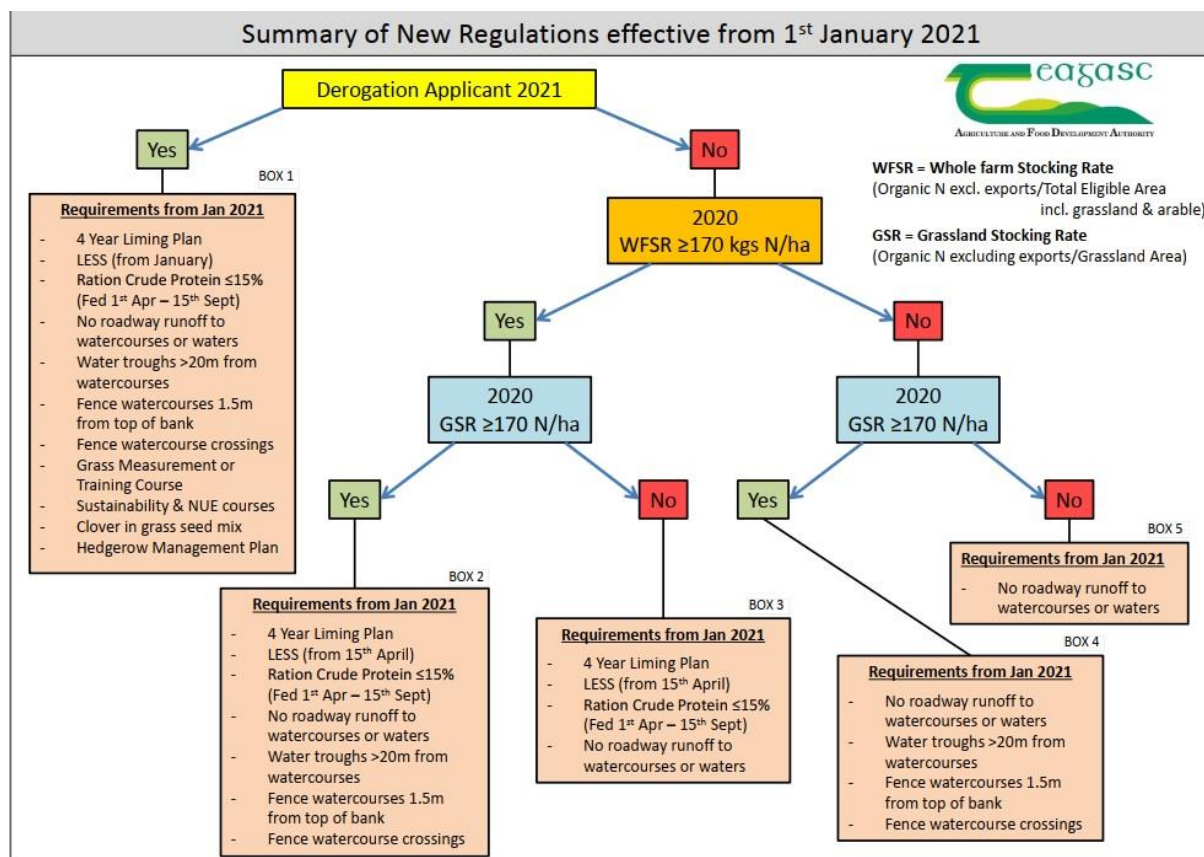 Summary of New Regulations effective from 1st January 2021
Derogation Applicant 2021
eagasc
AGRICULTURE AND FOOD DEVELOPMENT AUTHORITY
WFSR = Whole farm Stocking Rate
(Organic N excl. exports/Total Eligible Area
incl. grassland & arable)
GSR = Grassland Stocking Rate
(Organic N excluding exports/Grassland Area)
Yes
No
BOX 1
Requirements from Jan 2021
- 4 Year Liming Plan
- LESS (from January)
- Ration Crude Protein ≤15%
(Fed 1st Apr – 15th Sept)
- No roadway runoff to
watercourses or waters
- Water troughs >20m from
watercourses
- Fence watercourses 1.5m
from top of bank
- Fence watercourse crossings
- Grass Measurement or
Training Course
- Sustainability & NUE courses
- Clover in grass seed mix
- Hedgerow Management Plan
2020
WFSR ≥170 kgs N/ha
Yes
No
2020
GSR ≥170 N/ha
2020
GSR ≥170 N/ha
Yes
No
Yes
No
BOX 2
Requirements from Jan 2021
- 4 Year Liming Plan
- LESS (from 15th April)
- Ration Crude Protein ≤15%
(Fed 1st Apr – 15th Sept)
- No roadway runoff to
watercourses or waters
- Water troughs >20m from
watercourses
- Fence watercourses 1.5m
from top of bank
- Fence watercourse crossings
BOX 3
Requirements from Jan 2021
- 4 Year Liming Plan
- LESS (from 15th April)
- Ration Crude Protein ≤15%
(Fed 1st Apr – 15th Sept)
- No roadway runoff to
watercourses or waters
BOX 4
Requirements from Jan 2021
- No roadway runoff to
watercourses or waters
- Water troughs >20m from
watercourses
- Fence watercourses 1.5m
from top of bank
- Fence watercourse crossings
BOX 5
Requirements from Jan 2021
- No roadway runoff to
watercourses or waters